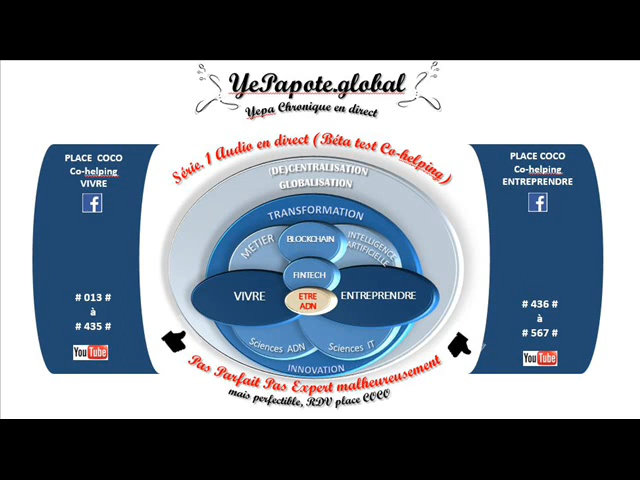 YePapote.global
Yepa Chronique en direct
Série, 1 Audio en direct (Béta test Co-helping)
PLACE COCO
Co-helping
VIVRE
# 013 #
à
# 435 #
YouTube
(DE)CENTRALISATION
GLOBALISATION
TRANSFORMATION
METIER
BLOCKCHAIN
INTELLIGENCE
ARTIFICIELLE
FINTECH
VIVRE
ETRE
ADN
ENTREPRENDRE
Sciences ADN
Sciences IT
INNOVATION
PLACE COCO
Co-helping
ENTREPRENDRE
# 436 #
à
# 567 #
YouTube
Pas Parfait Pas Expert malheureusement
mais perfectible, RDV place COCO